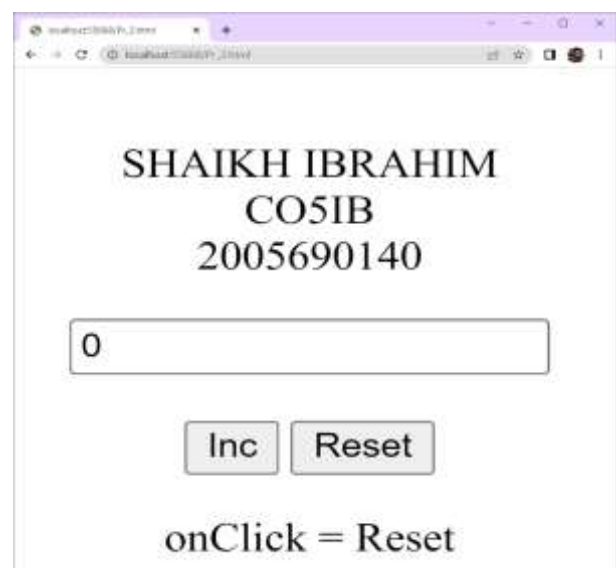 SHAIKH IBRAHIM
CO5IB
2005690140
0
Inc Reset
onClick = Reset